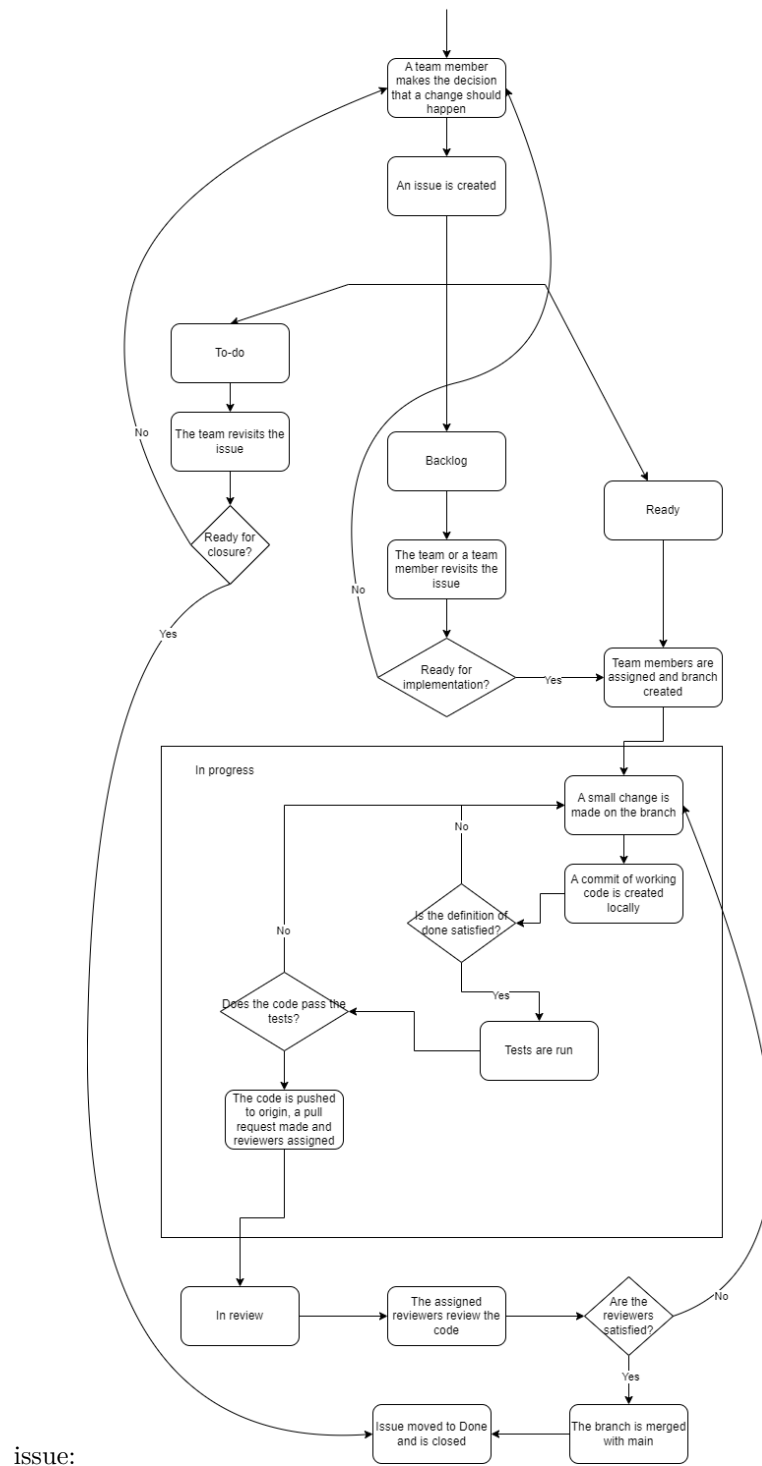 A team member
makes the decision
that a change should
happen
An issue is created
To-do
The team revisits the
issue
No
Backlog
Ready
Ready for
closure?
The team or a team
member revisits the
issue
No
Yes
Ready for
implementation?
Yes
Team members are
assigned and branch
created
In progress
A small change is
made on the branch
No
A commit of working
code is created
locally
Is the definition of
done satisfied?
No
Yes
Does the code pass the
tests?
Tests are run
The code is pushed
to origin, a pull
request made and
reviewers assigned
In review
The assigned
reviewers review the
code
Are the
reviewers
satisfied?
No
Yes
Issue moved to Done
and is closed
The branch is merged
with main
issue: